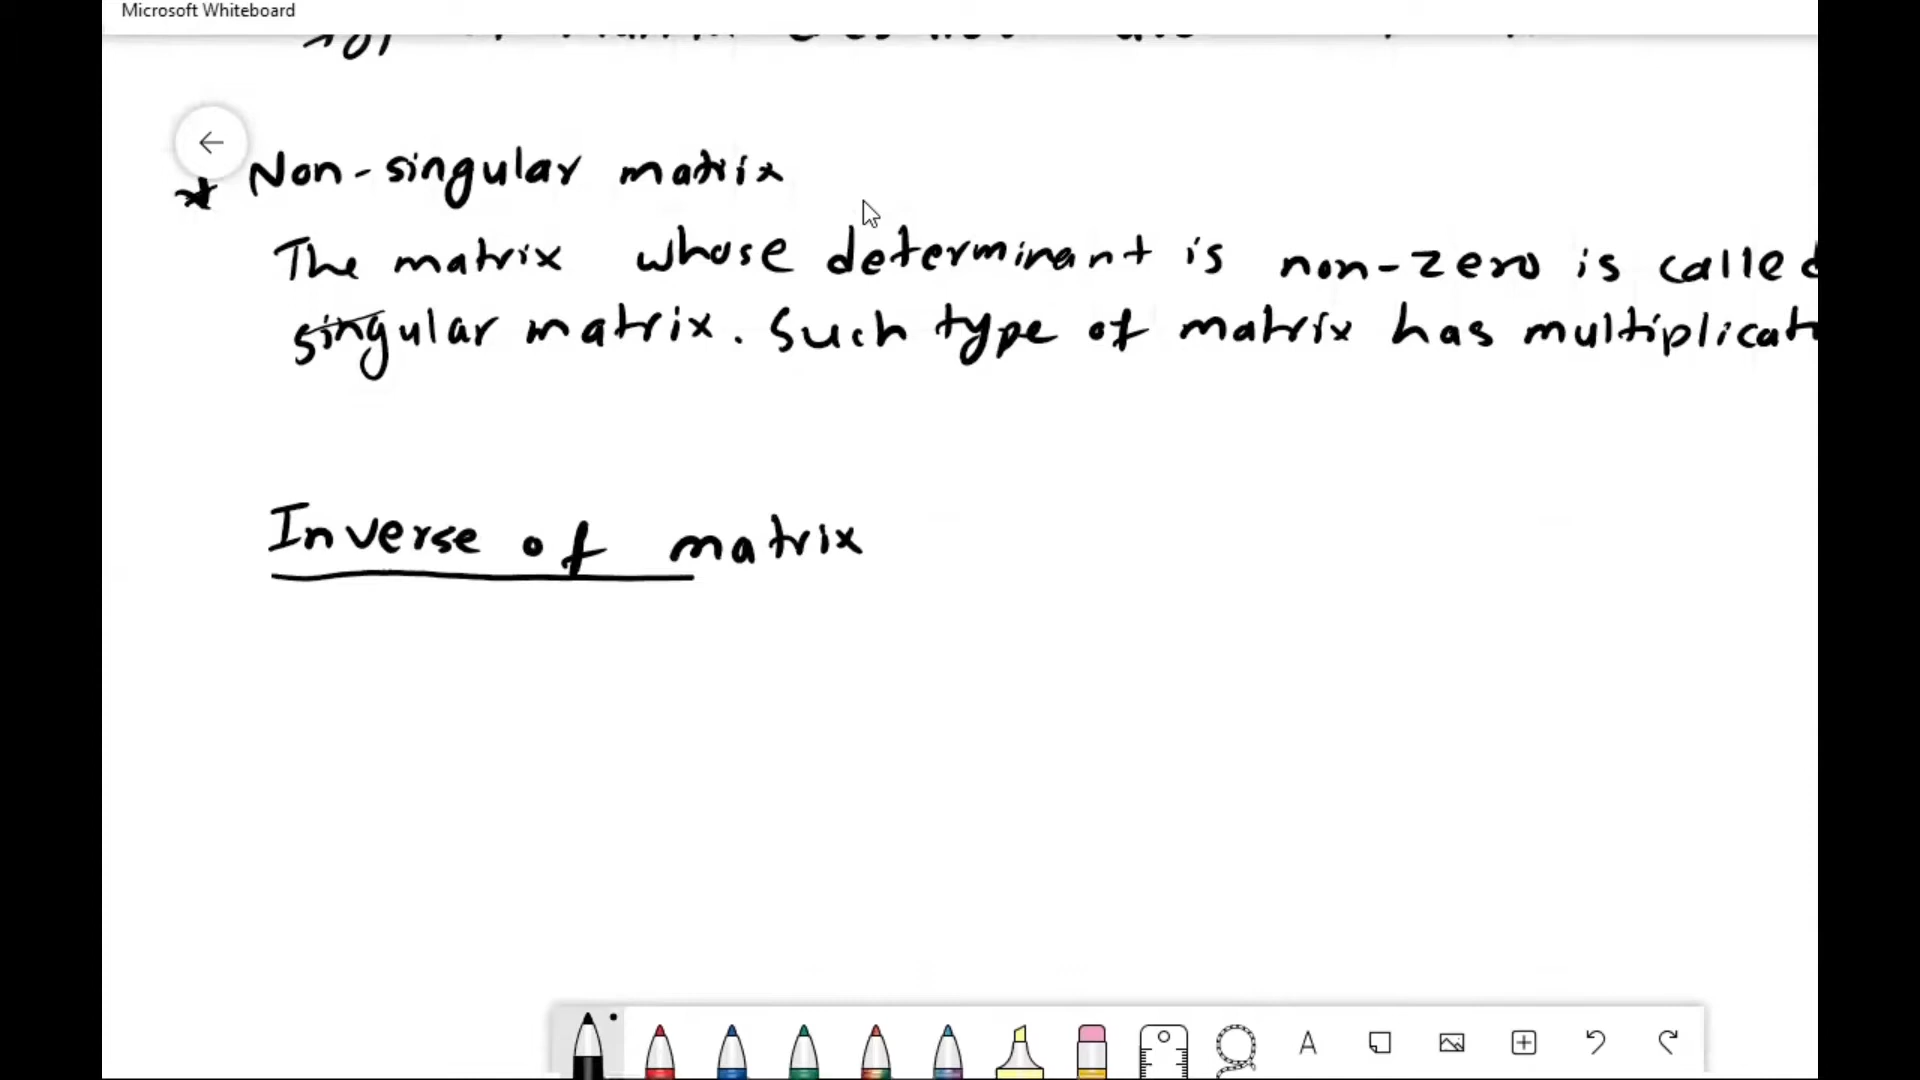 Microsoft Whiteboard
* Non-singular matrix
The matrix whose determinant is non-zero is called
singular matrix. Such type of matrix has multiplicat
Inverse of matrix
A